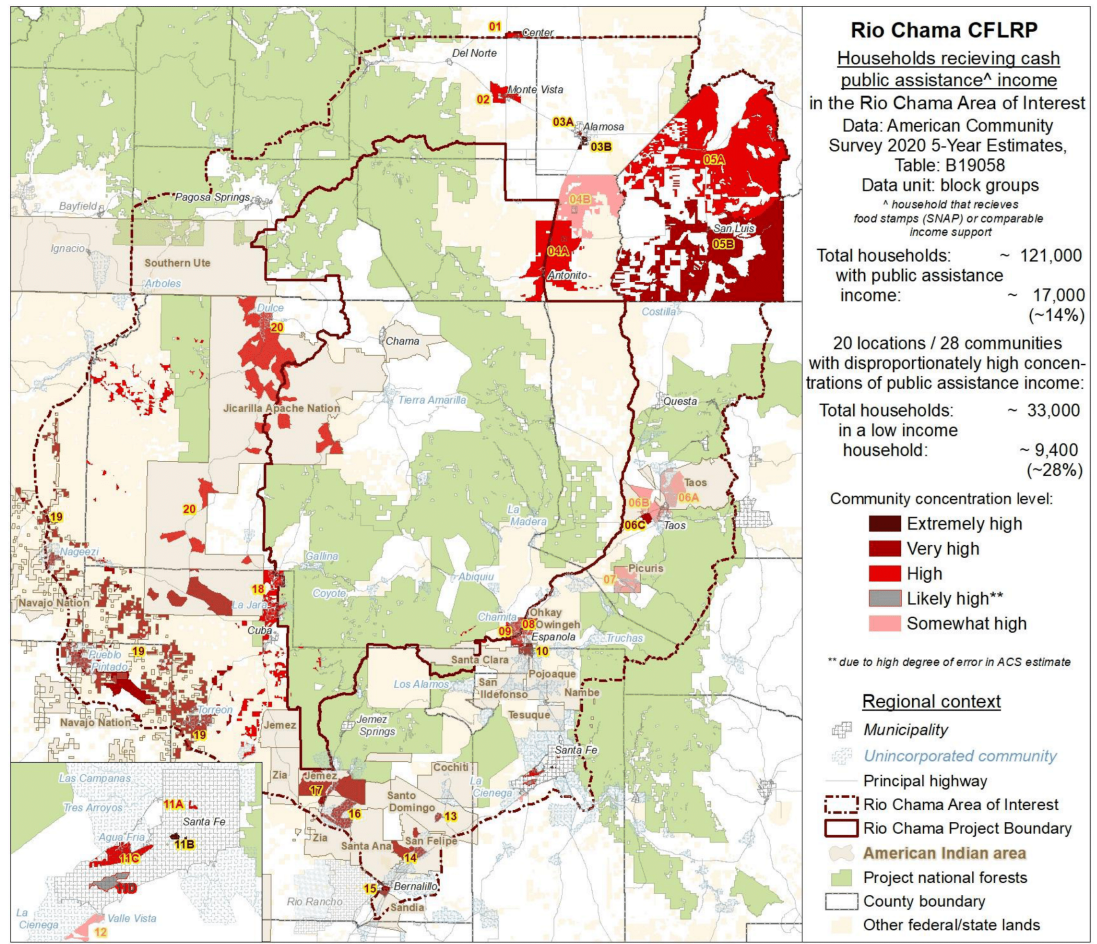 Rio Chama CFLRP
Households recieving cash
public assistance^ income
in the Rio Chama Area of Interest
Data: American Community
Survey 2020 5-Year Estimates,
Table: B19058
Data unit: block groups
^ household that recieves
food stamps (SNAP) or comparable
income support
Total households: ~ 121,000
with public assistance
income: ~ 17,000
(~14%)
20 locations / 28 communities
with disproportionately high concen-
trations of public assistance income:
Total households: ~ 33,000
in a low income
household: ~ 9,400
(~28%)
Community concentration level:
Extremely high
Very high
High
Likely high**
Somewhat high
** due to high degree of error in ACS estimate
Regional context
Municipality
Unincorporated community
Principal highway
Rio Chama Area of Interest
Rio Chama Project Boundary
American Indian area
Project national forests
County boundary
Other federal/state lands
01
Center
Del Norte
02
Monte Vista
03A
Alamosa
03B
05A
Pagosa Springs
Bayfield
04B
San Luis
05B
Ignacio
Southern Ute
04A
Antonito
Arboles
Dulce
20
Costilla
Chama
Jicarilla Apache Nation
Tierra Amarilla
Questa
Taos
06A
06B
20
La
Madera
06C
Taos
19
Nageezi
Gallina
Abiquiu
07
Picuris
Navajo Nation
18
La Jara
Coyote
Cuba
Chamita
Ohkay
Owingeh
08
09
Espanola
10
Truchas
19
Pueblo
Pintado
Santa Clara
Pojoaque
Los Alamos
San
Ildefonso
Nambe
Navajo Nation
Torreon
19
Jemez
Jemez
Springs
Tesuque
Santa Fe
Zia
Jemez
17
Cochiti
La
Cienega
Santo
Domingo
16
13
Zia
Santa Ana
San Felipe
14
15
Bernalillo
Rio Rancho
Sandia
Las Campanas
Tres Arroyos
11A
Santa Fe
Agua Fria
11B
11C
11D
La
Cienega
Valle Vista
12